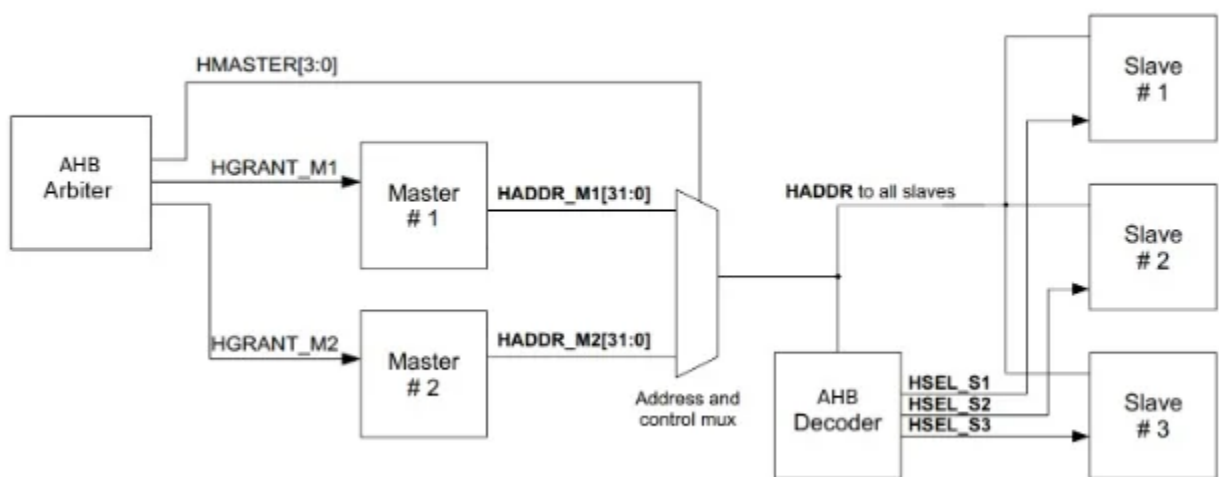 HMASTER[3:0]
AHB
Arbiter
HGRANT_M1
HGRANT_M2
Master
# 1
Master
# 2
HADDR_M1[31:0]
HADDR_M2[31:0]
Address and
control mux
HADDR to all slaves
AHB
Decoder
HSEL_S1
HSEL_S2
HSEL_S3
Slave
# 1
Slave
# 2
Slave
# 3